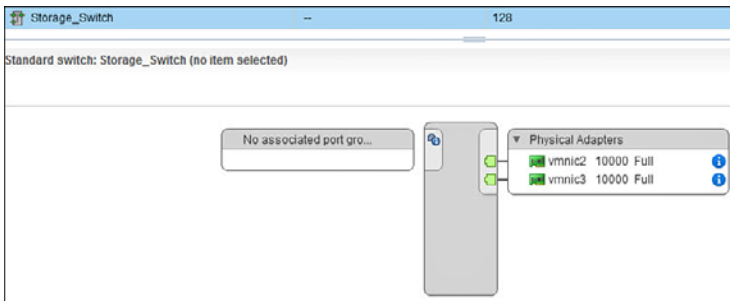 Storage_Switch -- 128
Standard switch: Storage_Switch (no item selected)
No associated port gro...
Physical Adapters
vmnic2 10000 Full
vmnic3 10000 Full